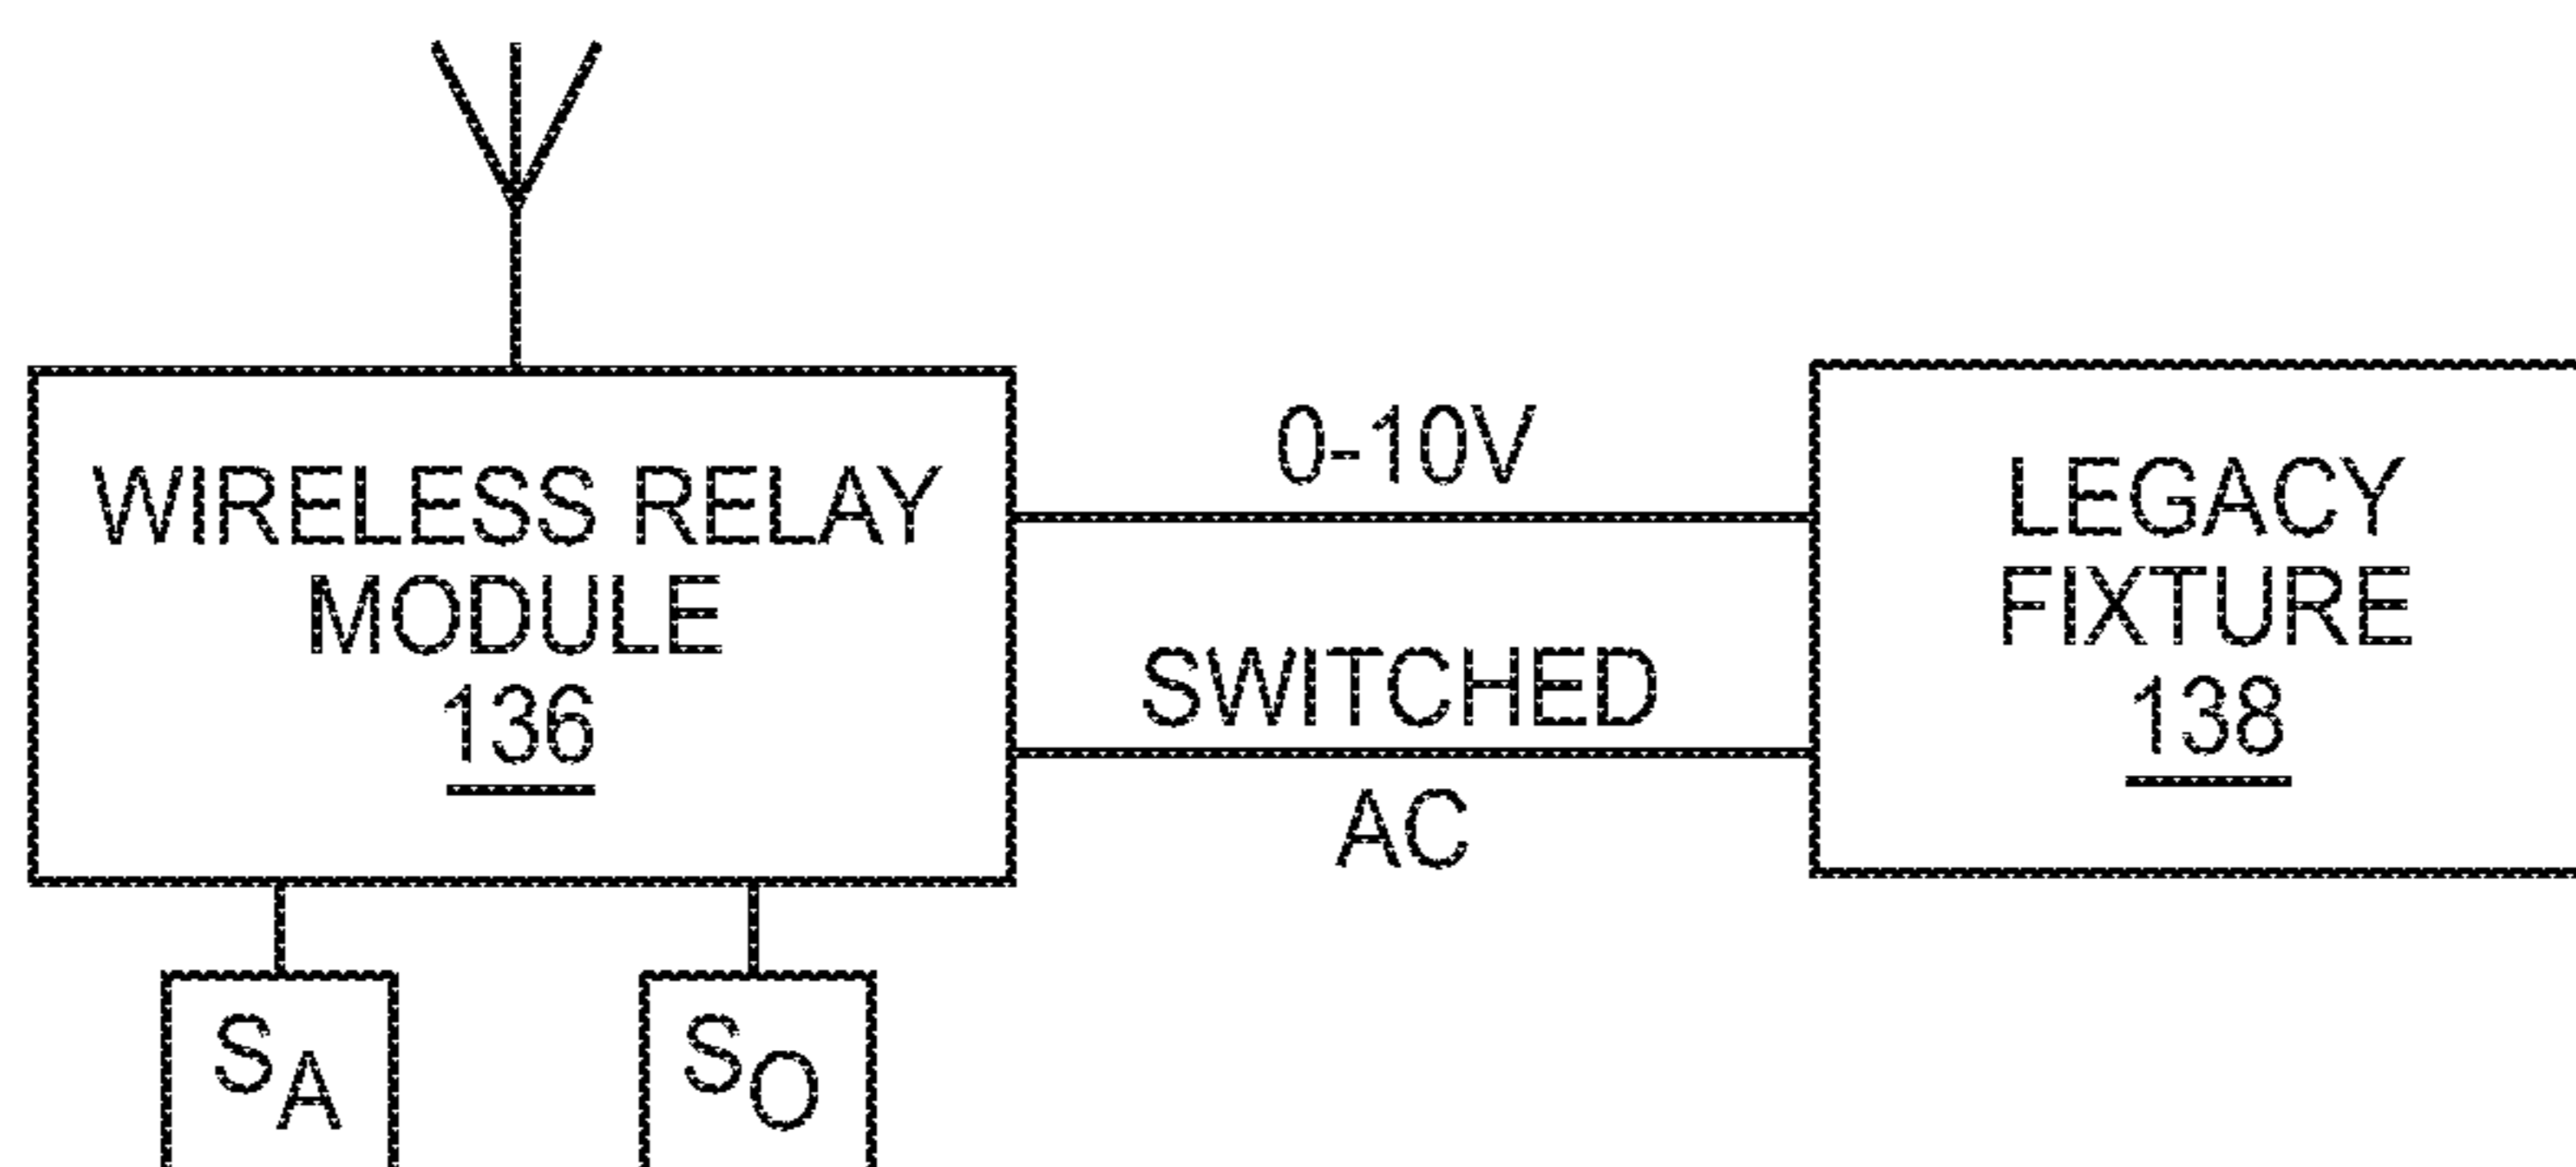 WIRELESS RELAY
MODULE
136
0-10V
SWITCHED
AC
LEGACY
FIXTURE
138
SA
SO